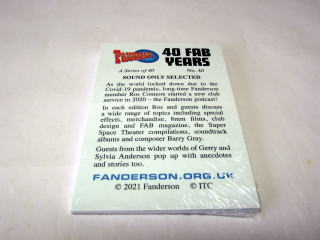 FANDERSON 40 FAB
YEARS
A Series of 40 No. 40
SOUND ONLY SELECTED
As the world locked down due to the
Covid-19 pandemic, long-time Fanderson
member Ros Connors started a new club
service in 2020 – the Fanderson podcast!
In each edition Ros and guests discuss
a wide range of topics including special
effects, merchandise, 8mm films, club
design and FAB magazine, the Super
Space Theater compilations, soundtrack
albums and composer Barry Gray.
Guests from the wider worlds of Gerry and
Sylvia Anderson pop up with anecdotes
and stories too.
FANDERSON.ORG.UK
© 2021 Fanderson © ITC